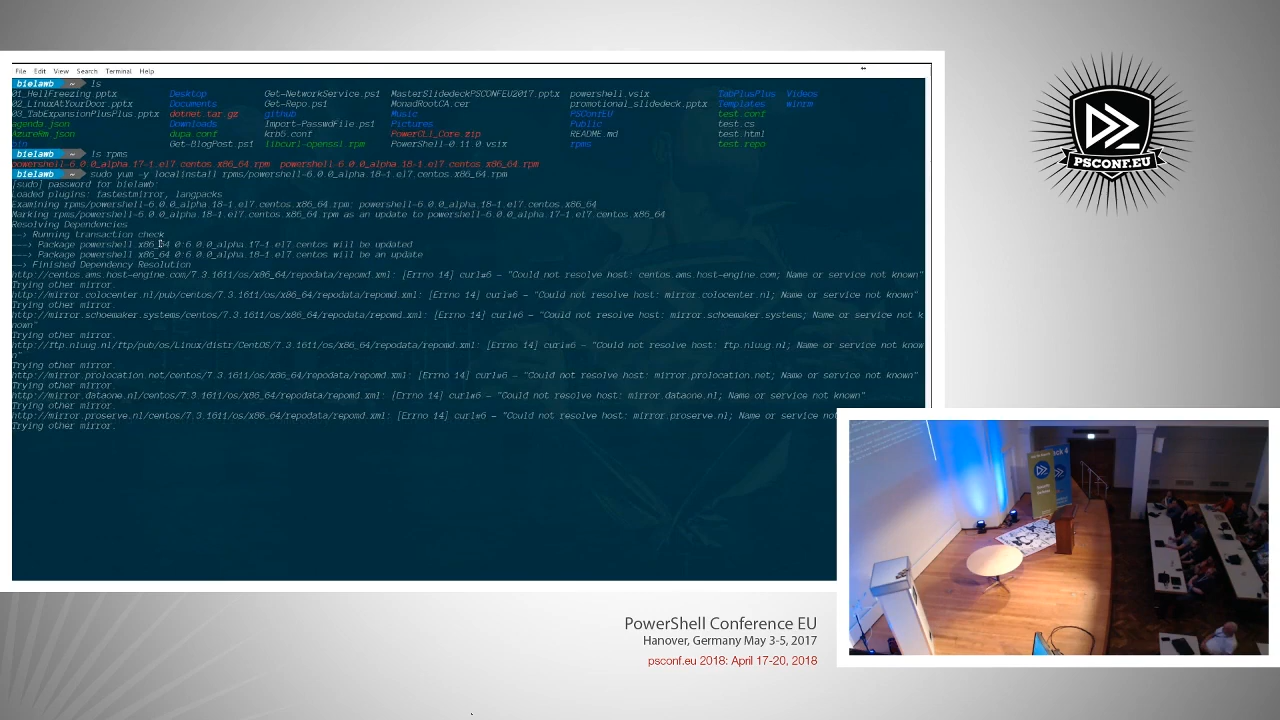 File Edit View Search Terminal Help
bielawb ~ ls
01_HellFreezing.pptx Desktop Get-NetworkService.ps1 MasterSlidedeckPSCONFEU2017.pptx powershell.vsix TabPlusPlus Videos
02_LinuxAtYourDoor.pptx Documents Get-Repo.ps1 MonadRootCA.cer promotional_slidedeck.pptx Templates winrm
03_TabExpansionPlusPlus.pptx dotnet.tar.gz github Music PSConfEU test.conf
agenda.json Downloads Import-PasswdFile.ps1 Pictures Public test.cs
AzureRm.json dupa.conf krb5.conf PowerCLI_Core.zip README.md test.html
bin Get-BlogPost.ps1 libcurl-openssl.rpm PowerShell-0.11.0.vsix rpms test.repo
bielawb ~ ls rpms
powershell-6.0.0_alpha.17-1.el7.centos.x86_64.rpm powershell-6.0.0_alpha.18-1.el7.centos.x86_64.rpm
bielawb ~ sudo yum -y localinstall rpms/powershell-6.0.0_alpha.18-1.el7.centos.x86_64.rpm
[sudo] password for bielawb:
Loaded plugins: fastestmirror, langpacks
Examining rpms/powershell-6.0.0_alpha.18-1.el7.centos.x86_64.rpm: powershell-6.0.0_alpha.18-1.el7.centos.x86_64
Marking rpms/powershell-6.0.0_alpha.18-1.el7.centos.x86_64.rpm as an update to powershell-6.0.0_alpha.17-1.el7.centos.x86_64
Resolving Dependencies
--> Running transaction check
---> Package powershell.x86_64 0:6.0.0_alpha.17-1.el7.centos will be updated
---> Package powershell.x86_64 0:6.0.0_alpha.18-1.el7.centos will be an update
--> Finished Dependency Resolution
http://centos.ams.host-engine.com/7.3.1611/os/x86_64/repodata/repomd.xml: [Errno 14] curl#6 - "Could not resolve host: centos.ams.host-engine.com; Name or service not known"
Trying other mirror.
http://mirror.colocenter.nl/pub/centos/7.3.1611/os/x86_64/repodata/repomd.xml: [Errno 14] curl#6 - "Could not resolve host: mirror.colocenter.nl; Name or service not known"
Trying other mirror.
http://mirror.schoemaker.systems/centos/7.3.1611/os/x86_64/repodata/repomd.xml: [Errno 14] curl#6 - "Could not resolve host: mirror.schoemaker.systems; Name or service not k
nown"
Trying other mirror.
http://ftp.nluug.nl/ftp/pub/os/Linux/distr/CentOS/7.3.1611/os/x86_64/repodata/repomd.xml: [Errno 14] curl#6 - "Could not resolve host: ftp.nluug.nl; Name or service not know
n"
Trying other mirror.
http://mirror.prolocation.net/centos/7.3.1611/os/x86_64/repodata/repomd.xml: [Errno 14] curl#6 - "Could not resolve host: mirror.prolocation.net; Name or service not known"
Trying other mirror.
http://mirror.dataone.nl/centos/7.3.1611/os/x86_64/repodata/repomd.xml: [Errno 14] curl#6 - "Could not resolve host: mirror.dataone.nl; Name or service not known"
Trying other mirror.
http://mirror.proserve.nl/centos/7.3.1611/os/x86_64/repodata/repomd.xml: [Errno 14] curl#6 - "Could not resolve host: mirror.proserve.nl; Name or service not
Trying other mirror.
PSCONF.EU
PowerShell Conference EU
Hanover, Germany May 3-5, 2017
psconf.eu 2018: April 17-20, 2018